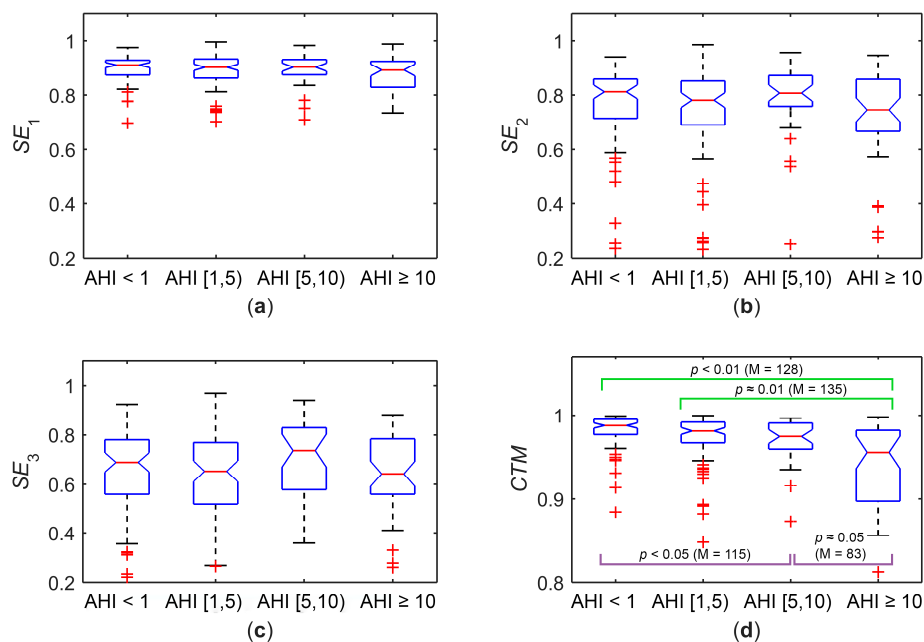 1
0.8
0.6
0.4
0.2
SE1
AHI < 1 AHI [1,5) AHI [5,10) AHI ≥ 10
(a)
1
0.8
0.6
0.4
0.2
SE2
AHI < 1 AHI [1,5) AHI [5,10) AHI ≥ 10
(b)
1
0.8
0.6
0.4
0.2
SE3
AHI < 1 AHI [1,5) AHI [5,10) AHI ≥ 10
(c)
p < 0.01 (M = 128)
p ≈ 0.01 (M = 135)
1
0.9
0.8
CTM
p < 0.05 (M = 115)
p ≈ 0.05
(M = 83)
AHI < 1 AHI [1,5) AHI [5,10) AHI ≥ 10
(d)